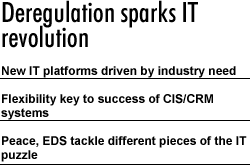 Deregulation sparks IT
revolution
New IT platforms driven by industry need
Flexibility key to success of CIS/CRM
systems
Peace, EDS tackle different pieces of the IT
puzzle